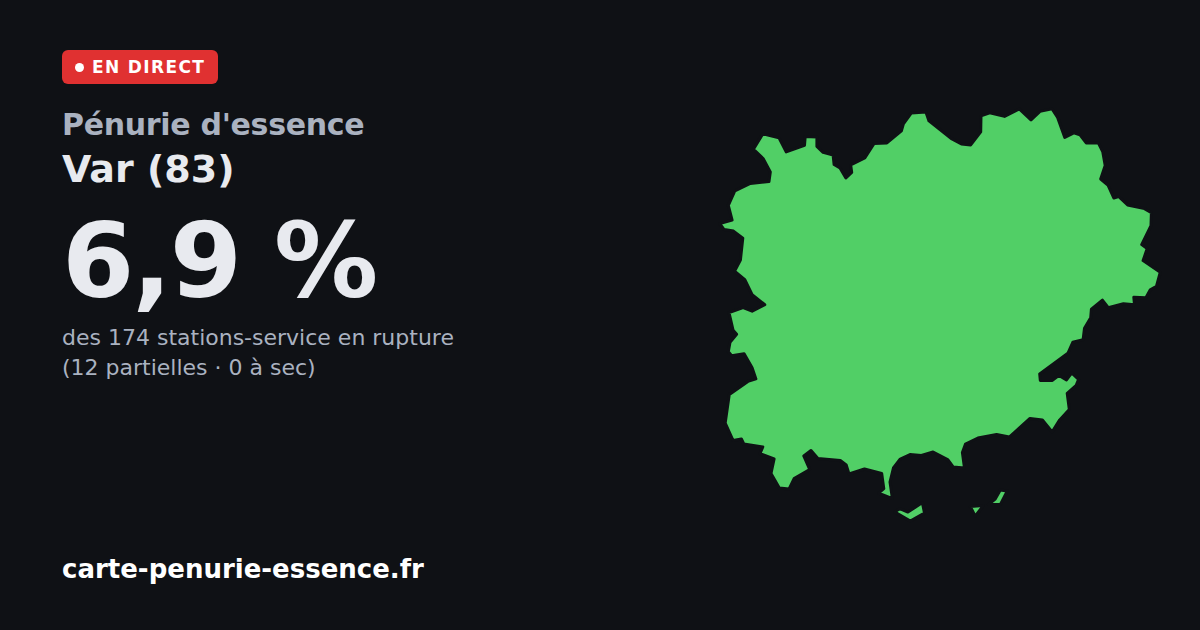 EN DIRECT
Pénurie d'essence
Var (83)
6,9 %
des 174 stations-service en rupture
(12 partielles · 0 à sec)
carte-penurie-essence.fr